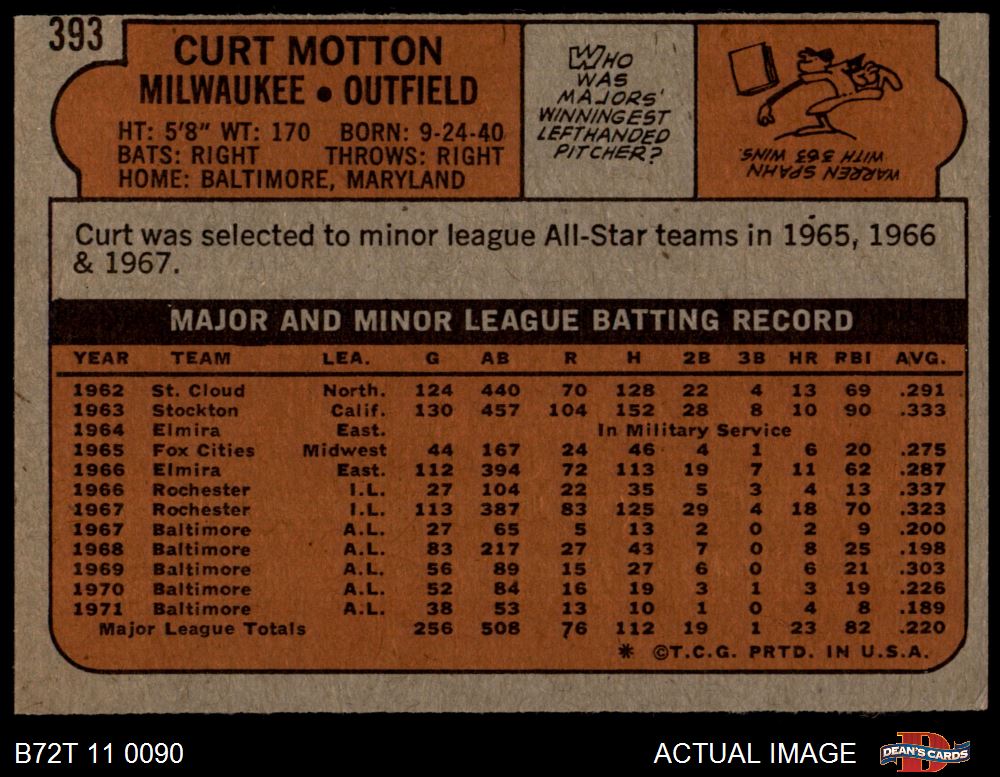 393
CURT MOTTON
MILWAUKEE • OUTFIELD
HT: 5'8" WT: 170 BORN: 9-24-40
BATS: RIGHT THROWS: RIGHT
HOME: BALTIMORE, MARYLAND
WHO
WAS
MAJORS'
WINNINGEST
LEFTHANDED
PITCHER?
WARREN SPAHN
WITH 363 WINS.
Curt was selected to minor league All-Star teams in 1965, 1966
& 1967.
MAJOR AND MINOR LEAGUE BATTING RECORD
YEAR TEAM LEA. G AB R H 2B 3B HR RBI AVG.
1962 St. Cloud North. 124 440 70 128 22 4 13 69 .291
1963 Stockton Calif. 130 457 104 152 28 8 10 90 .333
1964 Elmira East. In Military Service
1965 Fox Cities Midwest 44 167 24 46 4 1 6 20 .275
1966 Elmira East. 112 394 72 113 19 7 11 62 .287
1966 Rochester I.L. 27 104 22 35 5 3 4 13 .337
1967 Rochester I.L. 113 387 83 125 29 4 18 70 .323
1967 Baltimore A.L. 27 65 5 13 2 0 2 9 .200
1968 Baltimore A.L. 83 217 27 43 7 0 8 25 .198
1969 Baltimore A.L. 56 89 15 27 6 0 6 21 .303
1970 Baltimore A.L. 52 84 16 19 3 1 3 19 .226
1971 Baltimore A.L. 38 53 13 10 1 0 4 8 .189
Major League Totals 256 508 76 112 19 1 23 82 .220
* ©T.C.G. PRTD. IN U.S.A.
B72T 11 0090
ACTUAL IMAGE
D
DEAN'S CARDS